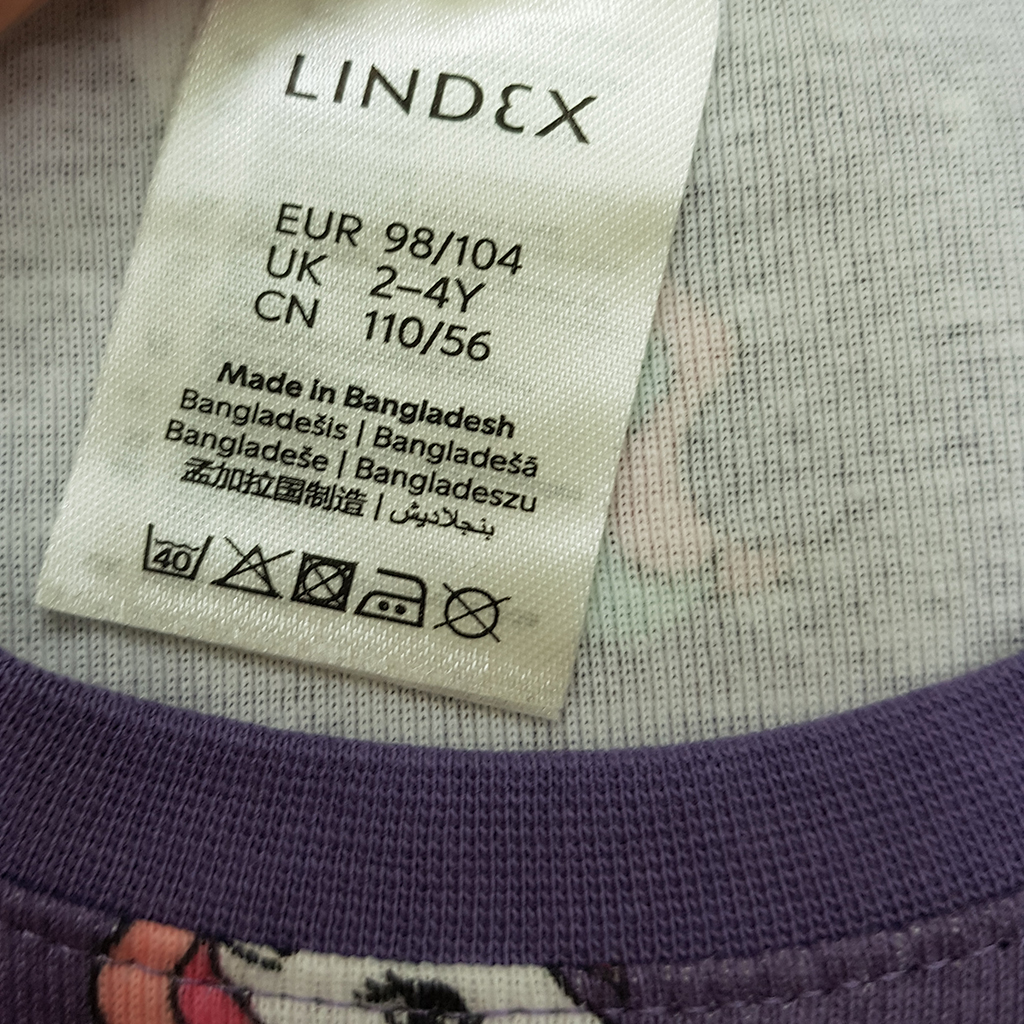 LINDEX
EUR 98/104
UK 2–4Y
CN 110/56
Made in Bangladesh
Bangladešis | Bangladešā
Bangladeše | Bangladeszu
孟加拉国制造 | بنجلاديش
40